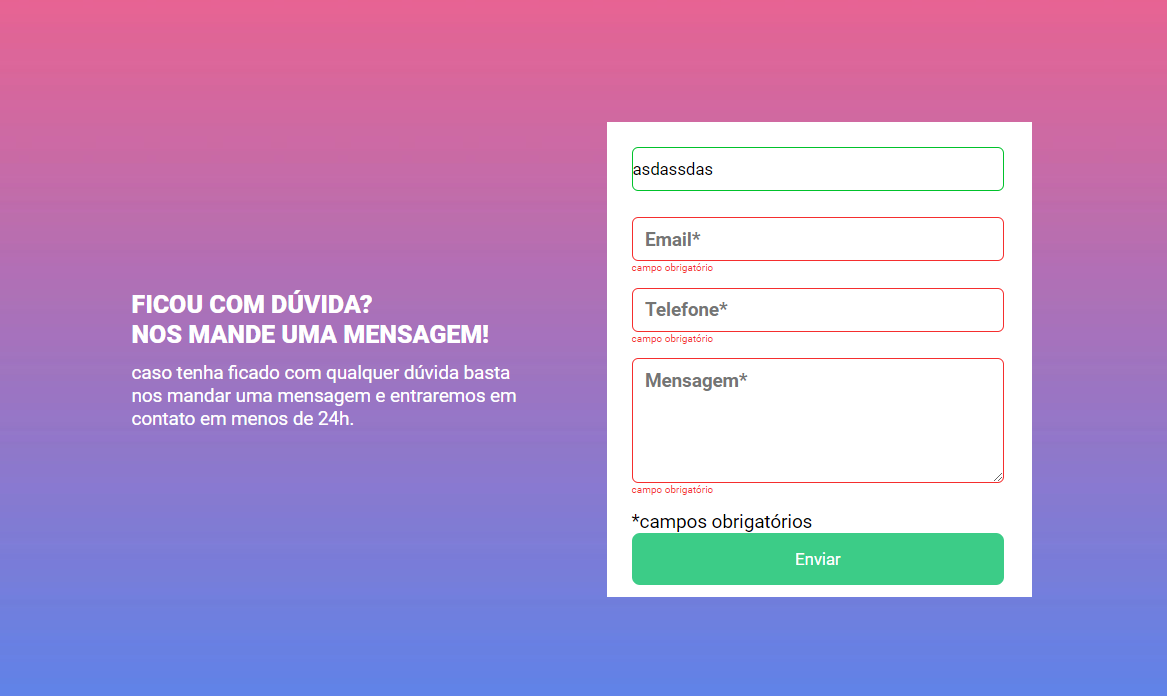 FICOU COM DÚVIDA?
NOS MANDE UMA MENSAGEM!
caso tenha ficado com qualquer dúvida basta
nos mandar uma mensagem e entraremos em
contato em menos de 24h.
asdassdas
Email*
campo obrigatório
Telefone*
campo obrigatório
Mensagem*
campo obrigatório
*campos obrigatórios
Enviar